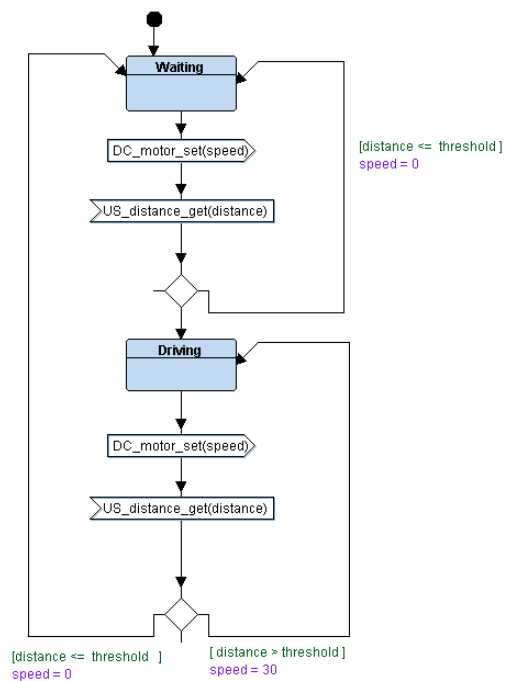 Waiting
DC_motor_set(speed)
[distance <= threshold ]
speed = 0
US_distance_get(distance)
Driving
DC_motor_set(speed)
US_distance_get(distance)
[distance <= threshold ]
speed = 0
[ distance > threshold ]
speed = 30